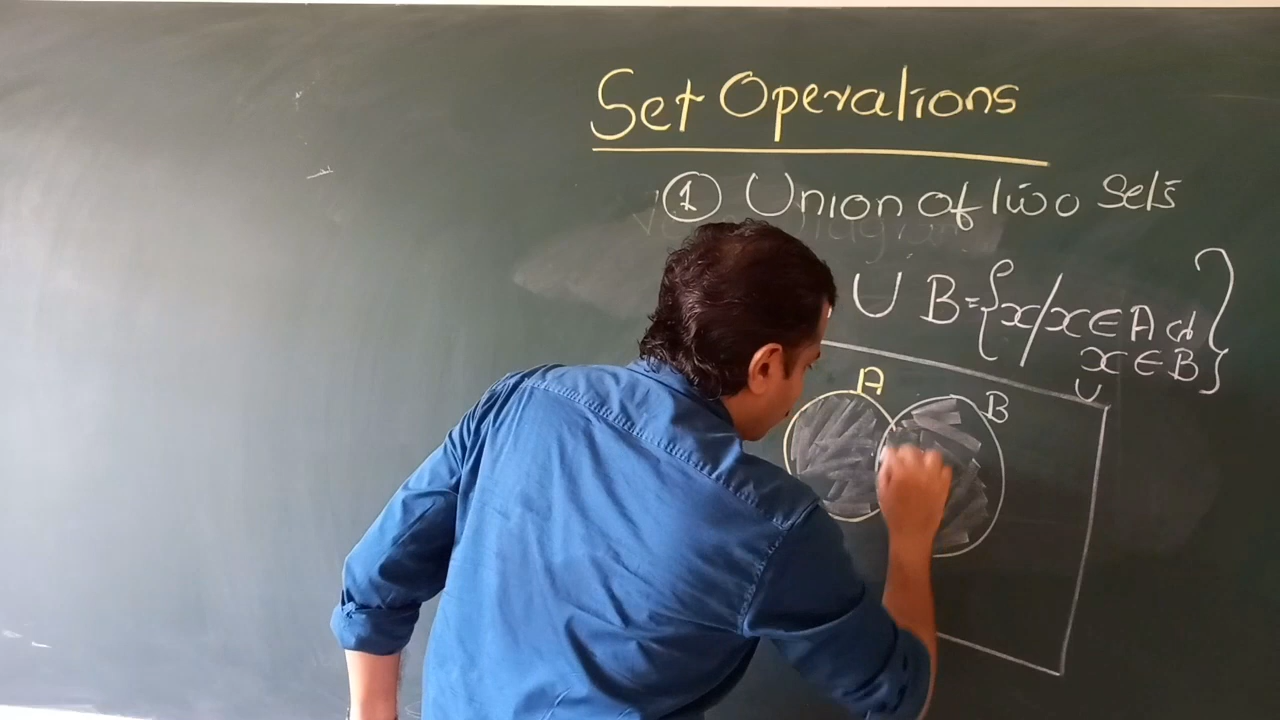 Set Operations
① Union of two sets
∪ B = {x/x∈A or
x∈B}
U
A
B